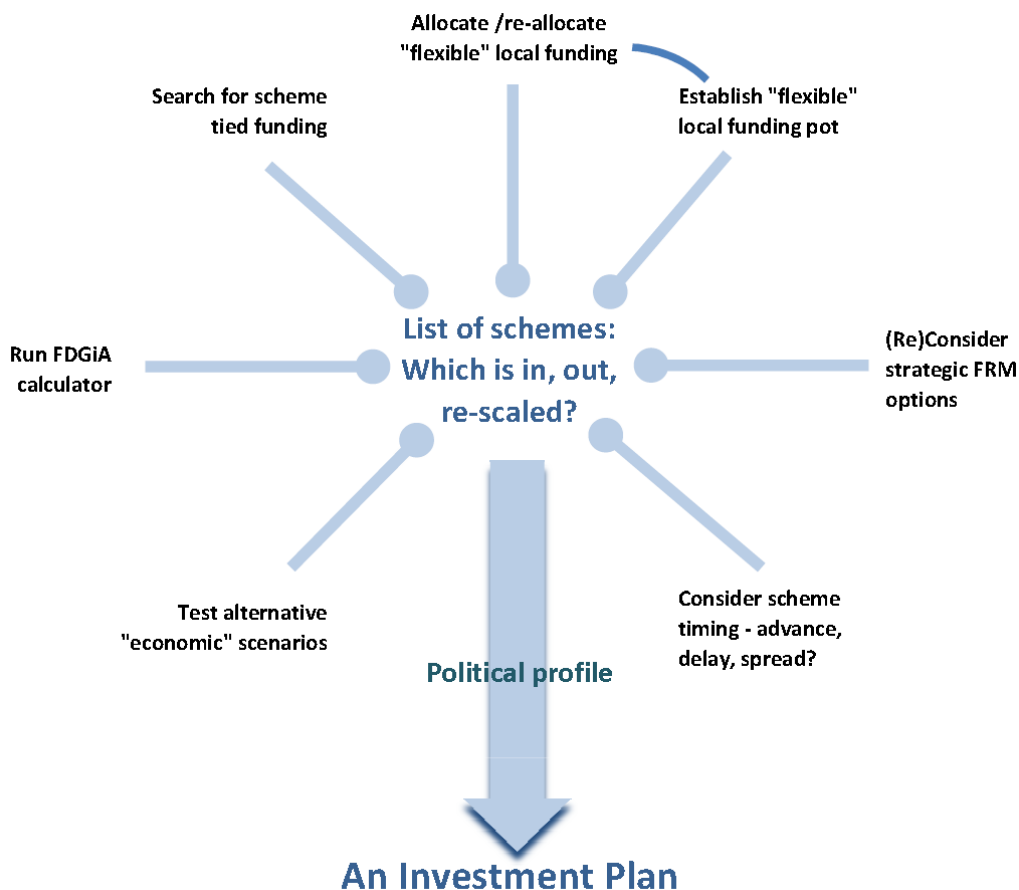 Allocate /re-allocate
"flexible" local funding
Search for scheme
tied funding
Establish "flexible"
local funding pot
List of schemes:
Which is in, out,
re-scaled?
Run FDGiA
calculator
(Re)Consider
strategic FRM
options
Test alternative
"economic" scenarios
Consider scheme
timing - advance,
delay, spread?
Political profile
An Investment Plan